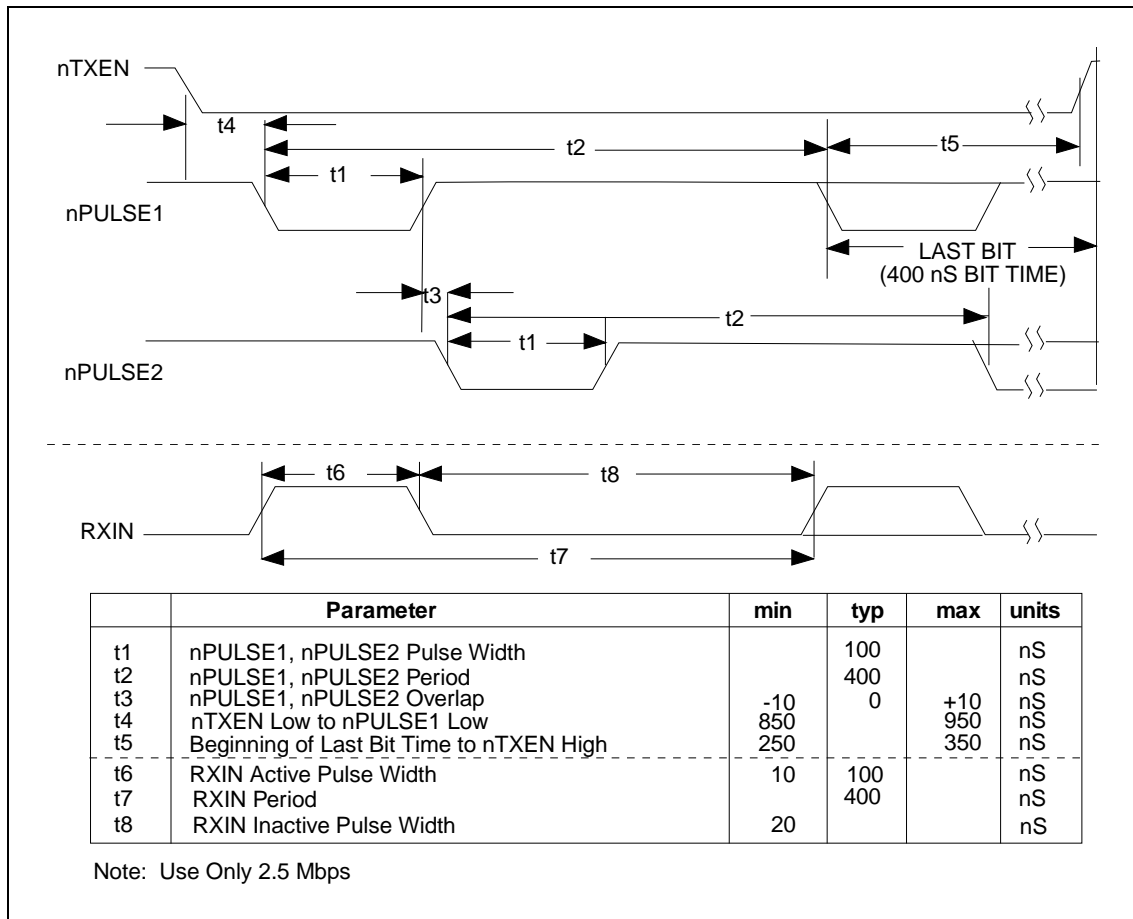 nTXEN
t4
t2
t5
t1
nPULSE1
LAST BIT
(400 nS BIT TIME)
t3
t2
t1
nPULSE2
t6
t8
RXIN
t7
Parameter min typ max units
t1 nPULSE1, nPULSE2 Pulse Width 100 nS
t2 nPULSE1, nPULSE2 Period 400 nS
t3 nPULSE1, nPULSE2 Overlap -10 0 +10 nS
t4 nTXEN Low to nPULSE1 Low 850 950 nS
t5 Beginning of Last Bit Time to nTXEN High 250 350 nS
t6 RXIN Active Pulse Width 10 100 nS
t7 RXIN Period 400 nS
t8 RXIN Inactive Pulse Width 20 nS
Note: Use Only 2.5 Mbps